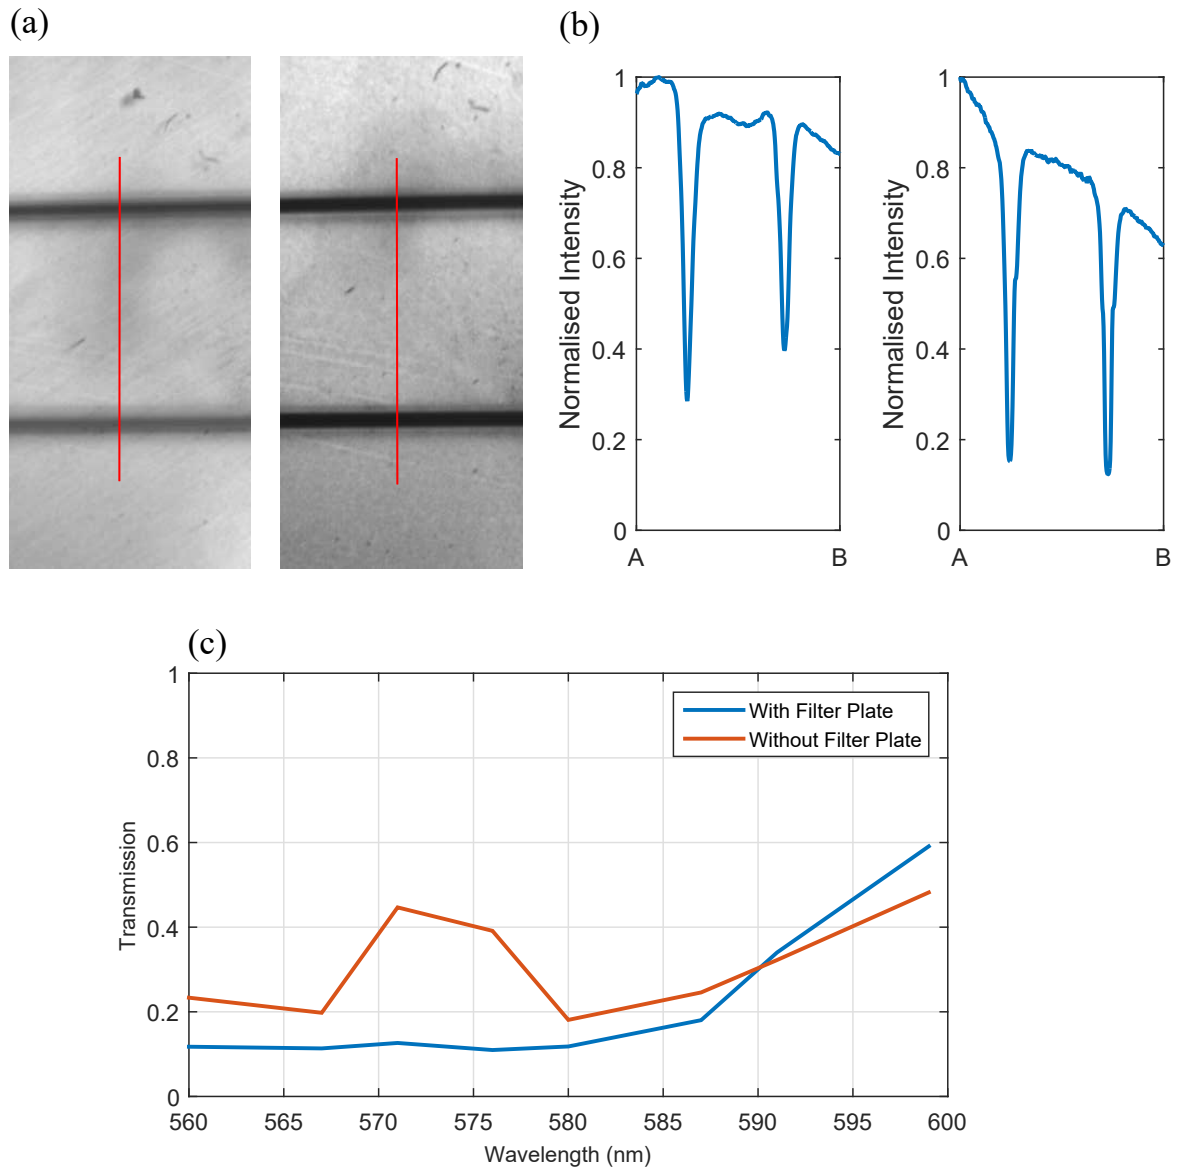 (a)
(b)
1
0.8
0.6
0.4
0.2
0
Normalised Intensity
A
B
1
0.8
0.6
0.4
0.2
0
Normalised Intensity
A
B
(c)
1
0.8
0.6
0.4
0.2
0
Transmission
With Filter Plate
Without Filter Plate
560 565 570 575 580 585 590 595 600
Wavelength (nm)